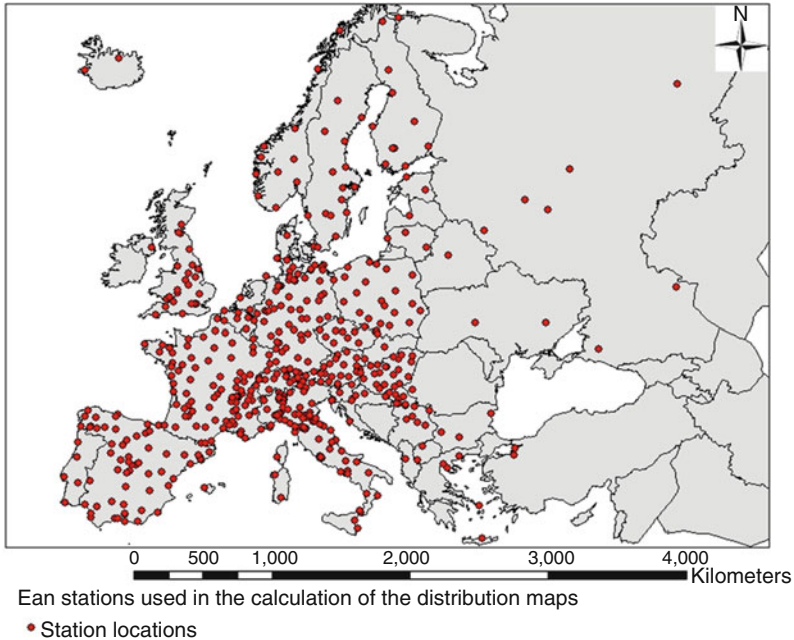 N
0 500 1,000 2,000 3,000 4,000
Kilometers
Ean stations used in the calculation of the distribution maps
Station locations